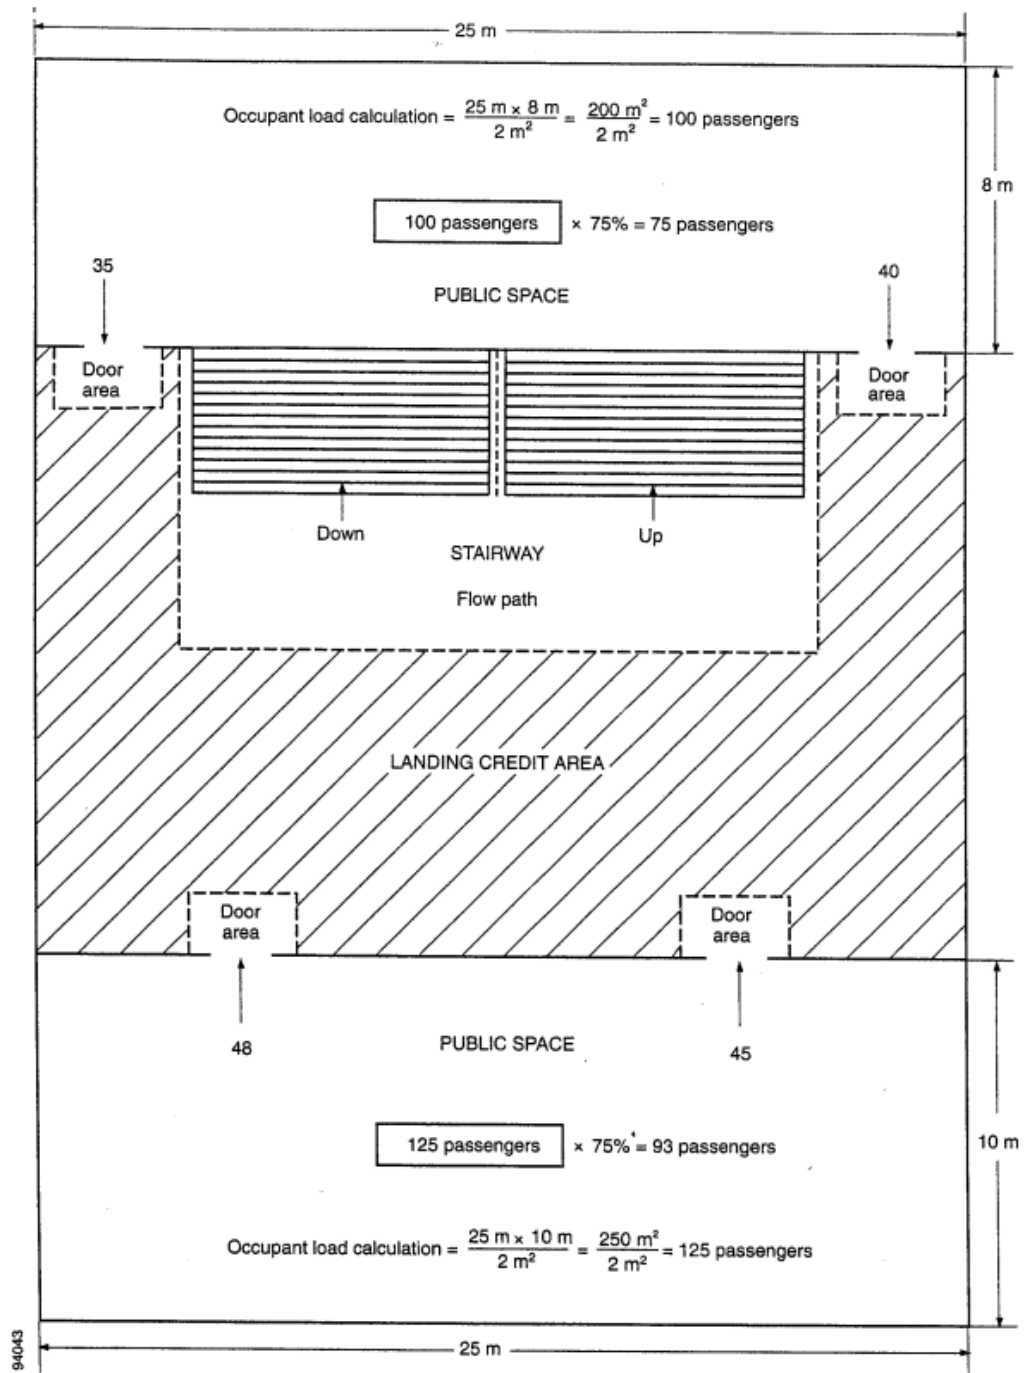 25 m
Occupant load calculation = 25 m × 8 m / 2 m² = 200 m² / 2 m² = 100 passengers
8 m
100 passengers × 75% = 75 passengers
35
40
PUBLIC SPACE
Door area
Door area
Down
Up
STAIRWAY
Flow path
LANDING CREDIT AREA
Door area
Door area
48
PUBLIC SPACE
45
125 passengers × 75% = 93 passengers
10 m
Occupant load calculation = 25 m × 10 m / 2 m² = 250 m² / 2 m² = 125 passengers
25 m
94043